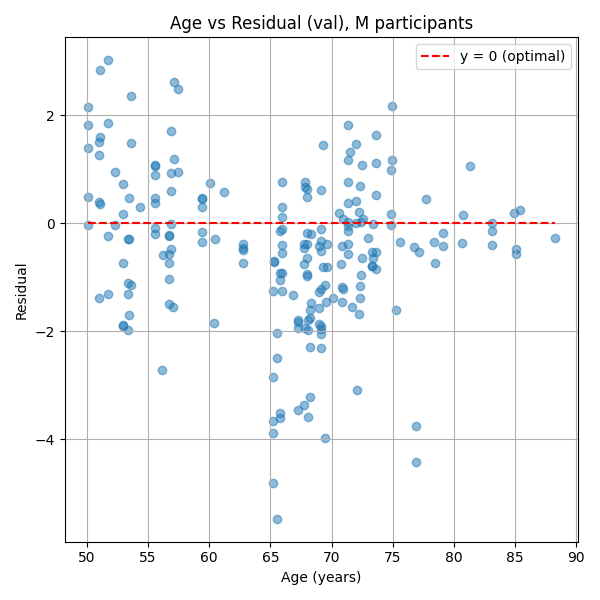 Age vs Residual (val), M participants
y = 0 (optimal)
2
0
−2
−4
Residual
50 55 60 65 70 75 80 85 90
Age (years)